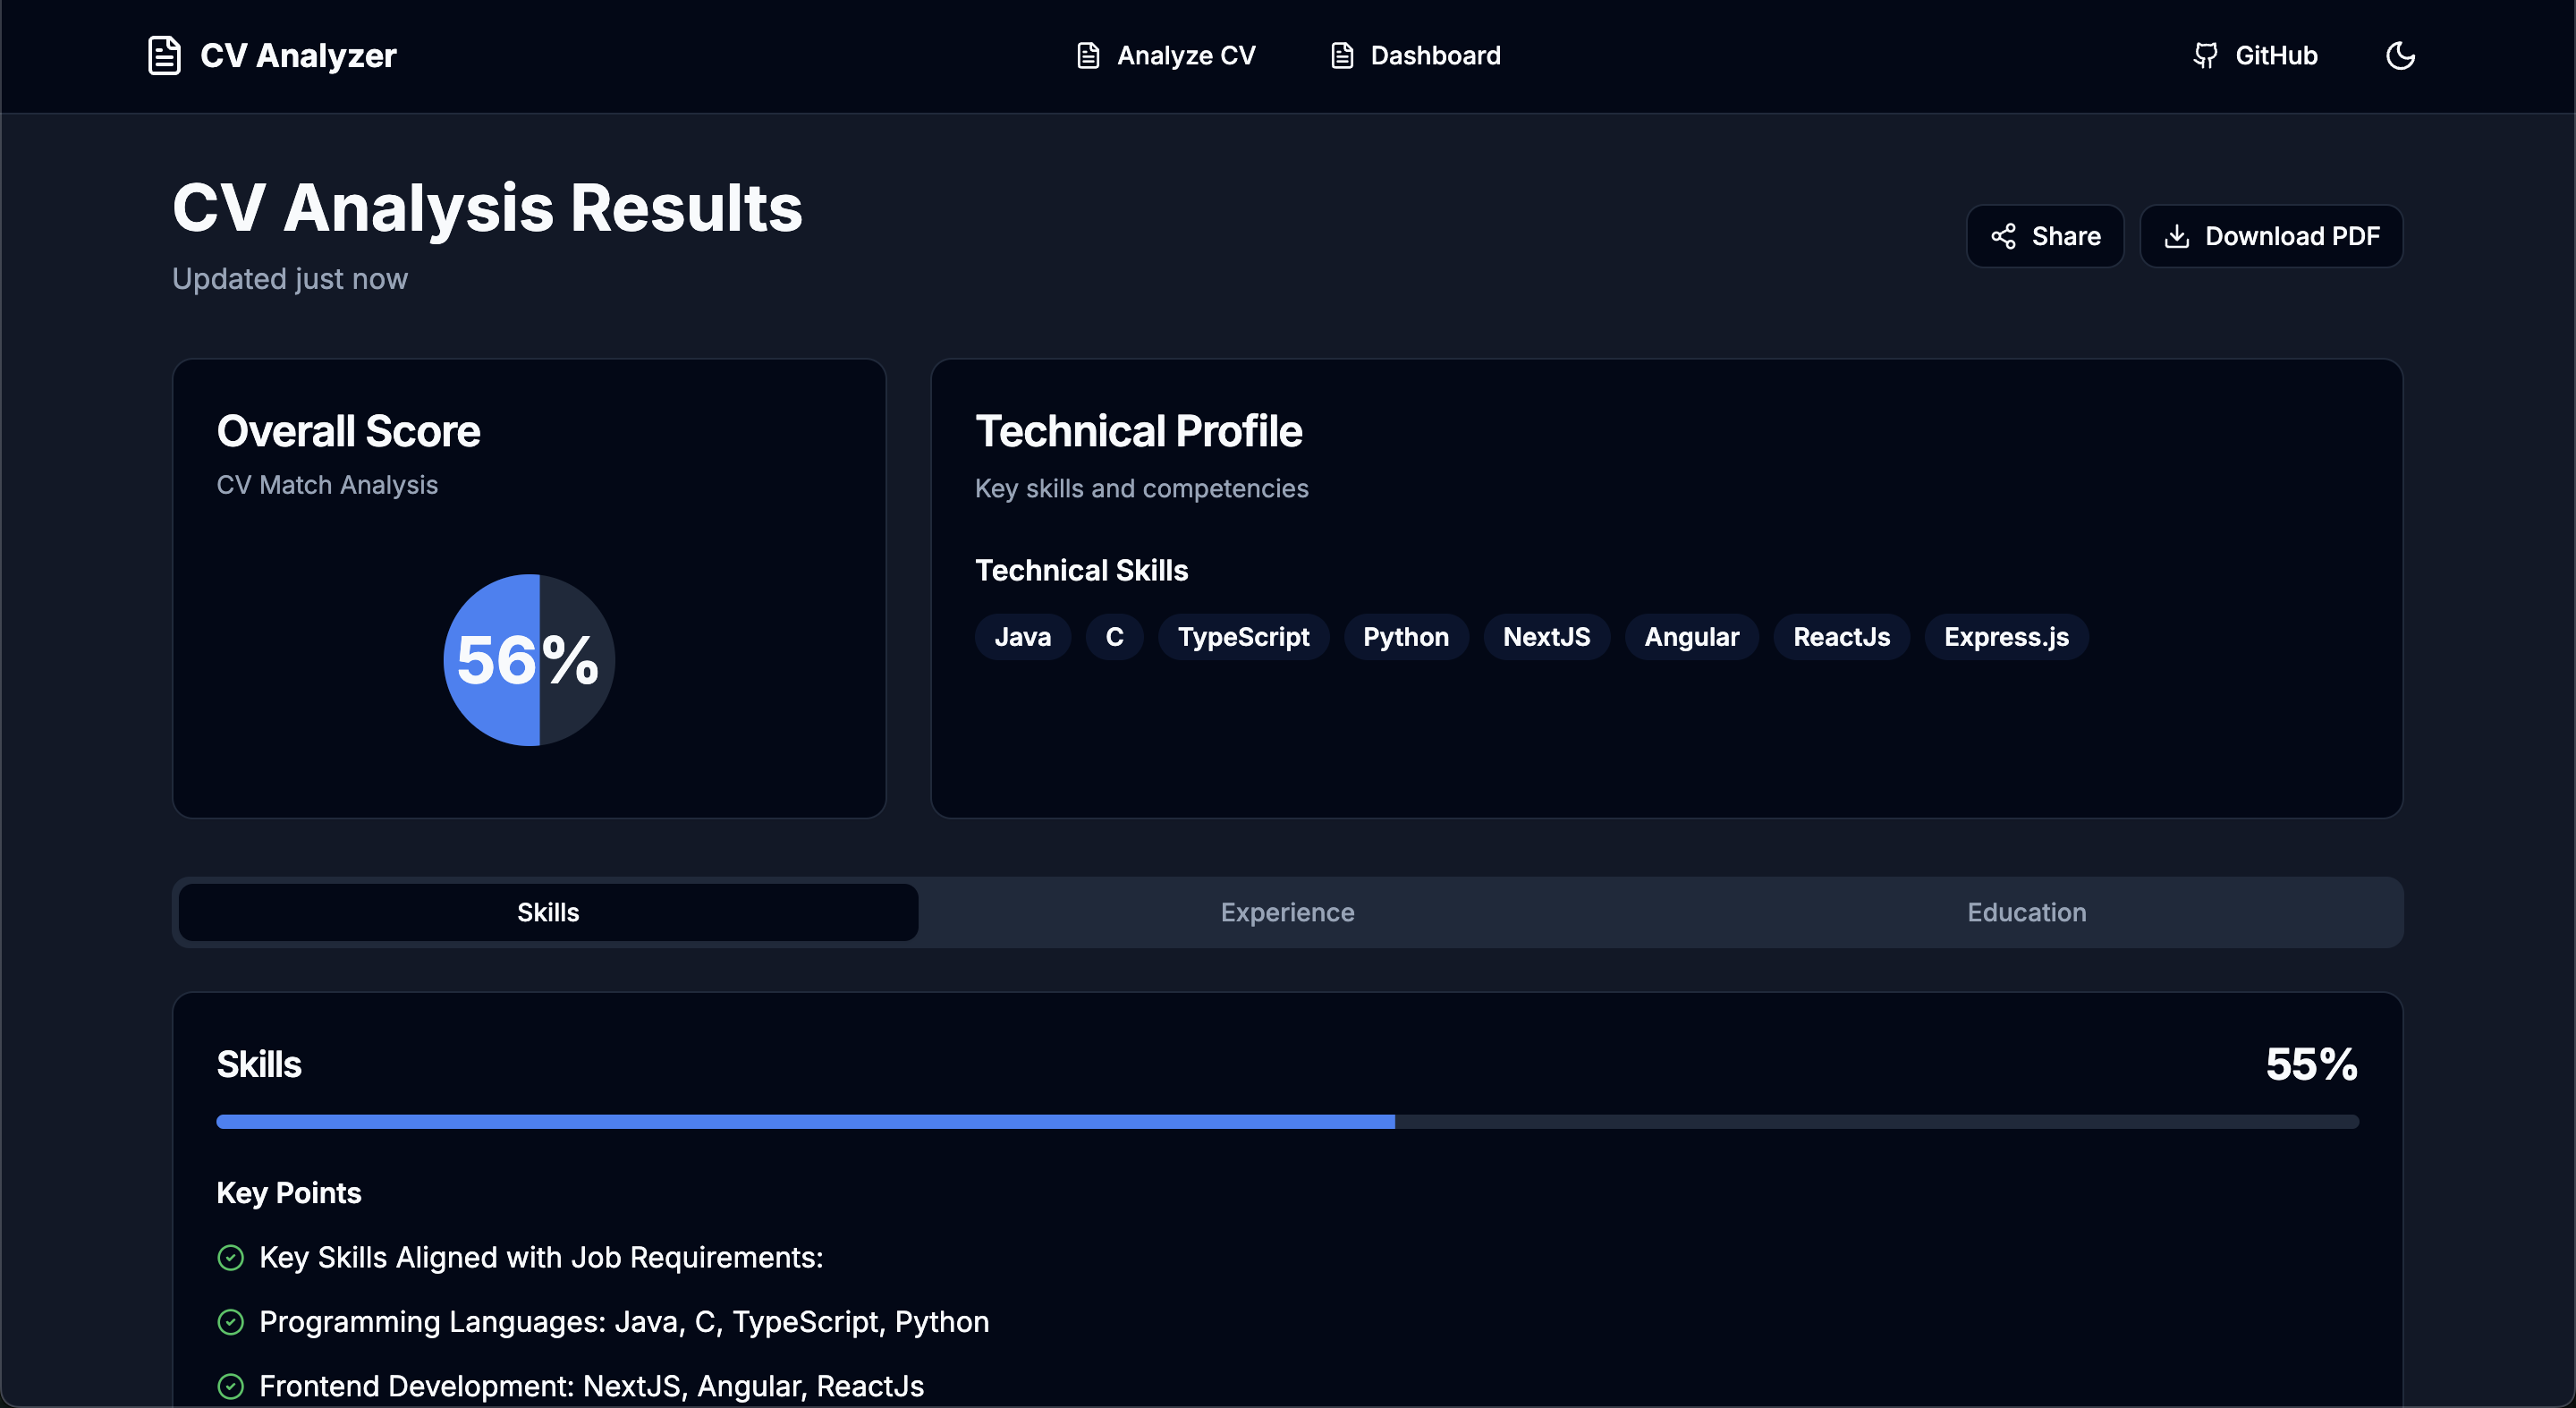 CV Analyzer
Analyze CV
Dashboard
GitHub
CV Analysis Results
Updated just now
Share
Download PDF
Overall Score
CV Match Analysis
56%
Technical Profile
Key skills and competencies
Technical Skills
Java C TypeScript Python NextJS Angular ReactJs Express.js
Skills Experience Education
Skills 55%
Key Points
Key Skills Aligned with Job Requirements:
Programming Languages: Java, C, TypeScript, Python
Frontend Development: NextJS, Angular, ReactJs